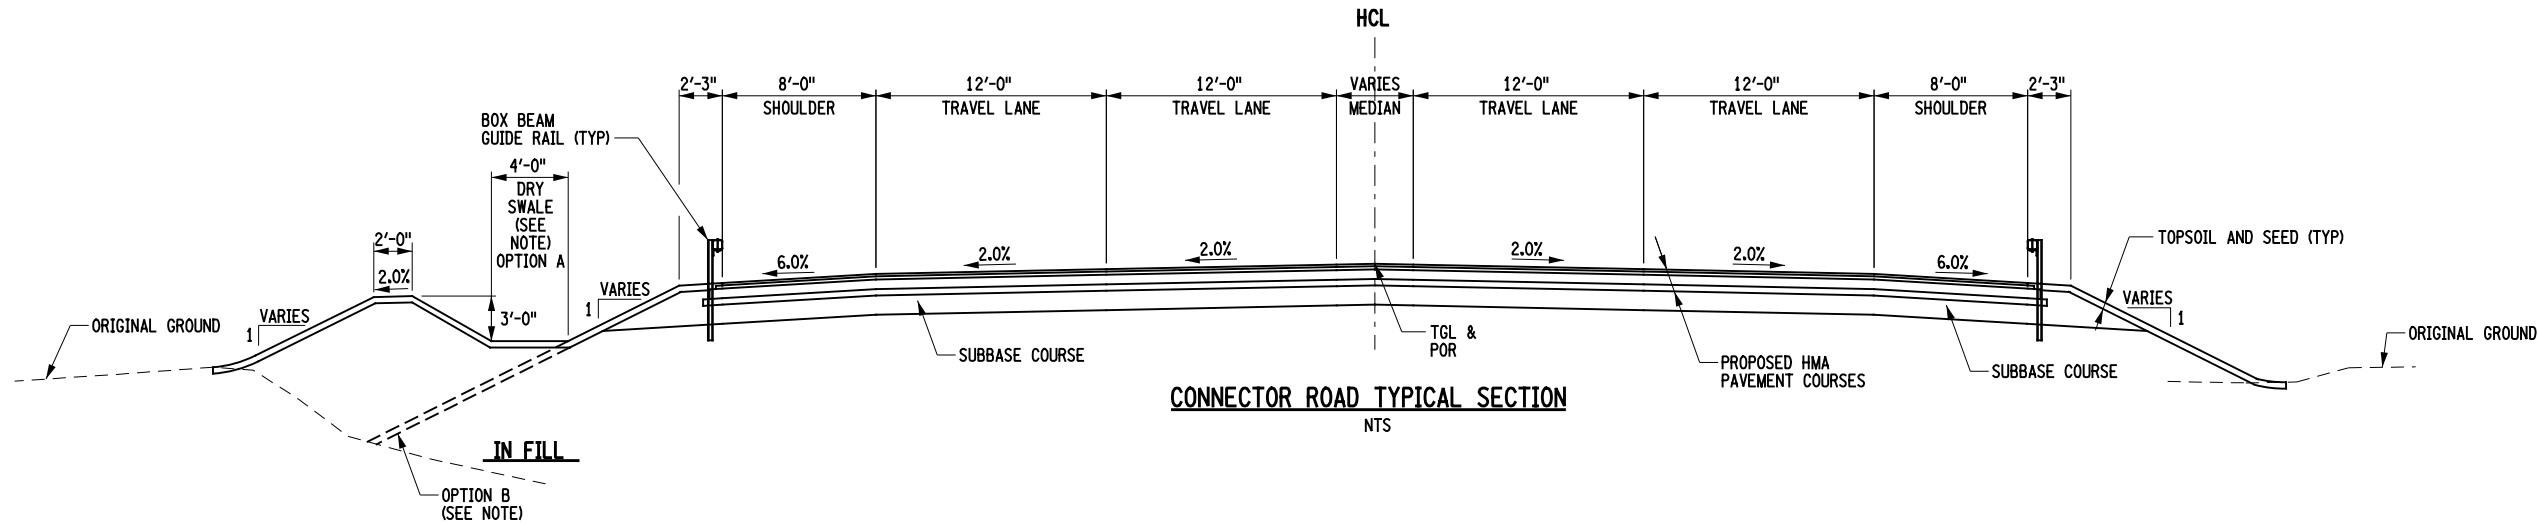 HCL
2'-3"
8'-0"
12'-0"
12'-0"
VARIES
12'-0"
12'-0"
8'-0"
2'-3"
SHOULDER
TRAVEL LANE
TRAVEL LANE
MEDIAN
TRAVEL LANE
TRAVEL LANE
SHOULDER
BOX BEAM
GUIDE RAIL (TYP)
4'-0"
DRY
SWALE
(SEE
NOTE)
OPTION A
2'-0"
2.0%
6.0%
2.0%
2.0%
2.0%
2.0%
6.0%
TOPSOIL AND SEED (TYP)
VARIES
1
VARIES
1
3'-0"
VARIES
1
ORIGINAL GROUND
ORIGINAL GROUND
SUBBASE COURSE
TGL &
POR
PROPOSED HMA
PAVEMENT COURSES
SUBBASE COURSE
CONNECTOR ROAD TYPICAL SECTION
NTS
IN FILL
OPTION B
(SEE NOTE)